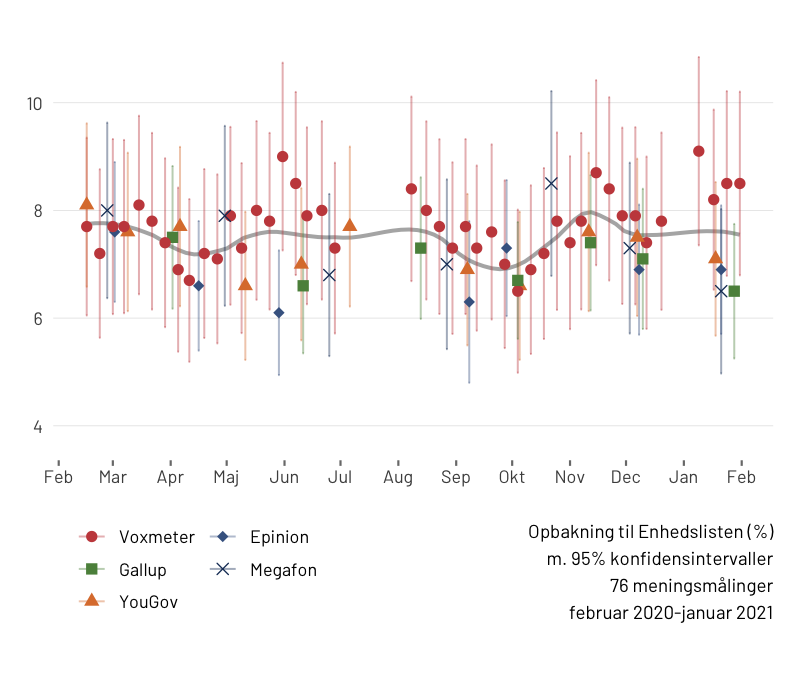 10
8
6
4
Feb Mar Apr Maj Jun Jul Aug Sep Okt Nov Dec Jan Feb
Voxmeter Epinion
Gallup Megafon
YouGov
Opbakning til Enhedslisten (%)
m. 95% konfidensintervaller
76 meningsmålinger
februar 2020-januar 2021